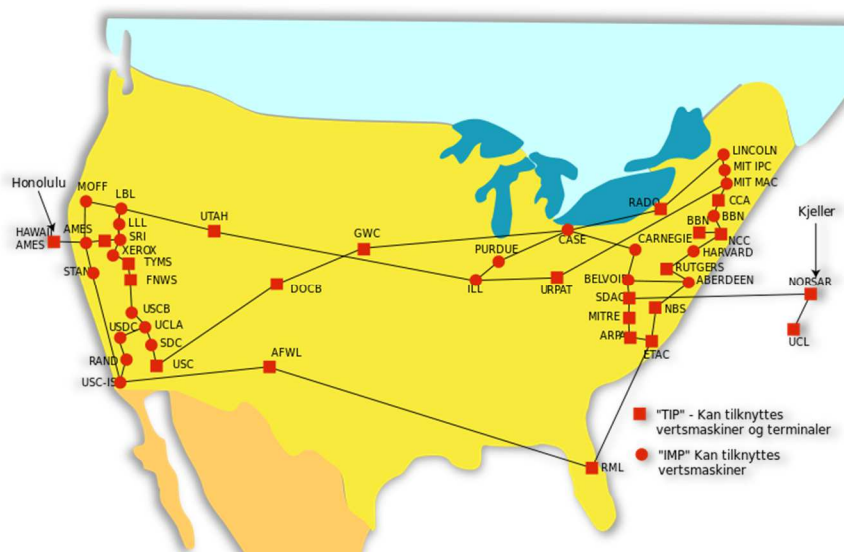 Honolulu
MOFF
LBL
HAWAII
AMES
AMES
LLL
SRI
XEROX
TYMS
STAN
FNWS
USCB
USDC
UCLA
SDC
RAND
USC
USC-IS
UTAH
GWC
DOCB
AFWL
PURDUE
ILL
URPAT
CASE
RADC
LINCOLN
MIT IPC
MIT MAC
CCA
BBN
BBN
NCC
CARNEGIE
HARVARD
RUTGERS
BELVOIR
ABERDEEN
SDAC
NBS
MITRE
ARPA
ETAC
RML
Kjeller
NORSAR
UCL
"TIP" - Kan tilknyttes
vertsmaskiner og terminaler
"IMP" Kan tilknyttes
vertsmaskiner